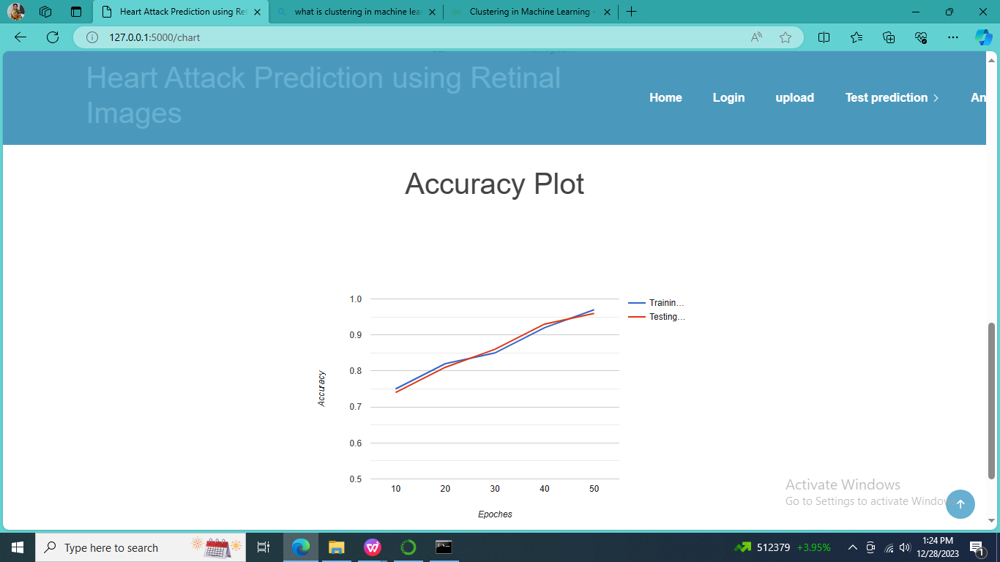 Heart Attack Prediction using Re
what is clustering in machine lea
Clustering in Machine Learning -
127.0.0.1:5000/chart
Heart Attack Prediction using Retinal
Images
Home
Login
upload
Test prediction
An
Accuracy Plot
1.0
0.9
0.8
0.7
0.6
0.5
Accuracy
10 20 30 40 50
Epoches
Trainin...
Testing...
Activate Windows
Go to Settings to activate Windo
Type here to search
512379 +3.95%
1:24 PM
12/28/2023
1